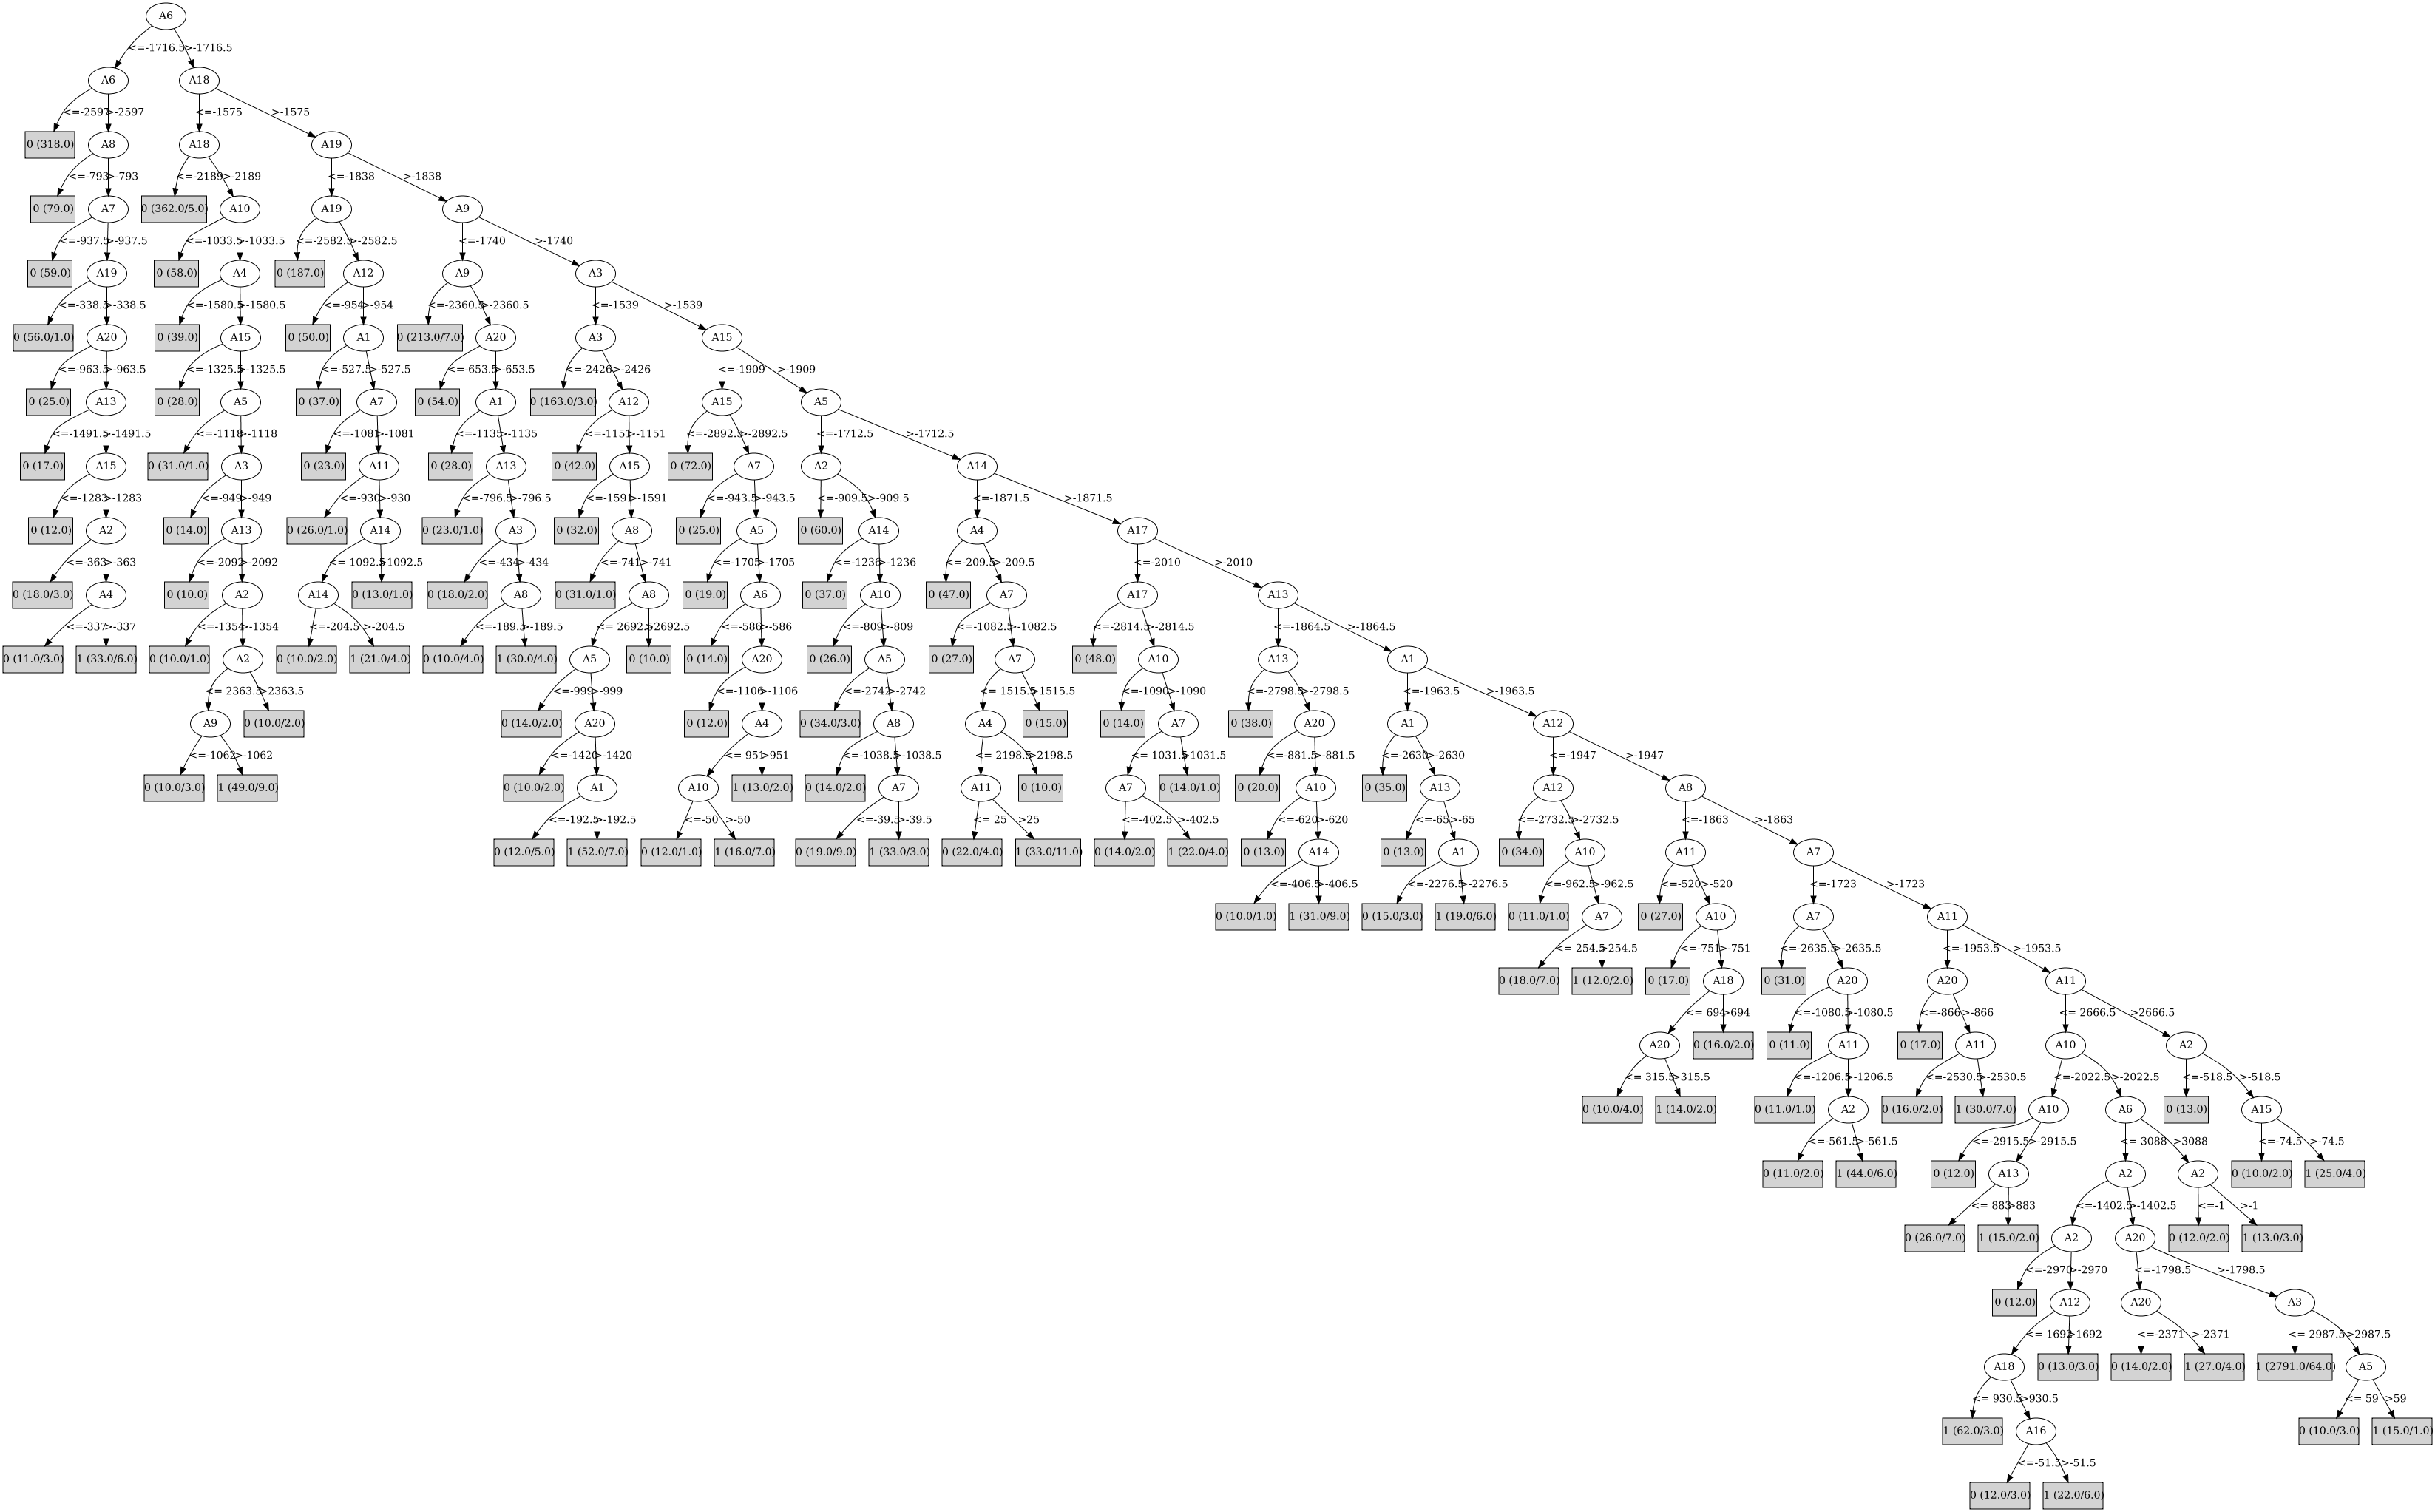 A6
<=-1716.5 >-1716.5
A6 A18
<=-2597 >-2597 <=-1575 >-1575
0 (318.0) A8 A18 A19
<=-793 >-793 <=-2189 >-2189 <=-1838 >-1838
0 (79.0) A7 0 (362.0/5.0) A10 A19 A9
<=-937.5 >-937.5 <=-1033.5 >-1033.5 <=-2582.5 >-2582.5 <=-1740 >-1740
0 (59.0) A19 0 (58.0) A4 0 (187.0) A12 A9 A3
<=-338.5 >-338.5 <=-1580.5 >-1580.5 <=-954 >-954 <=-2360.5 >-2360.5 <=-1539 >-1539
0 (56.0/1.0) A20 0 (39.0) A15 0 (50.0) A1 0 (213.0/7.0) A20 A3 A15
<=-963.5 >-963.5 <=-1325.5 >-1325.5 <=-527.5 >-527.5 <=-653.5 >-653.5 <=-2426 >-2426 <=-1909 >-1909
0 (25.0) A13 0 (28.0) A5 0 (37.0) A7 0 (54.0) A1 0 (163.0/3.0) A12 A15 A5
<=-1491.5 >-1491.5 <=-1118 >-1118 <=-1081 >-1081 <=-1135 >-1135 <=-1151 >-1151 <=-2892.5 >-2892.5 <=-1712.5 >-1712.5
0 (17.0) A15 0 (31.0/1.0) A3 0 (23.0) A11 0 (28.0) A13 0 (42.0) A15 0 (72.0) A7 A2 A14
<=-1283 >-1283 <=-949 >-949 <=-930 >-930 <=-796.5 >-796.5 <=-1591 >-1591 <=-943.5 >-943.5 <=-909.5 >-909.5 <=-1871.5 >-1871.5
0 (12.0) A2 0 (14.0) A13 0 (26.0/1.0) A14 0 (23.0/1.0) A3 0 (32.0) A8 0 (25.0) A5 0 (60.0) A14 A4 A17
<=-363 >-363 <=-2092 >-2092 <= 1092.5 >1092.5 <=-434 >-434 <=-741 >-741 <=-1705 >-1705 <=-1236 >-1236 <=-209.5 >-209.5 <=-2010 >-2010
0 (18.0/3.0) A4 0 (10.0) A2 A14 0 (13.0/1.0) 0 (18.0/2.0) A8 0 (31.0/1.0) A8 0 (19.0) A6 0 (37.0) A10 0 (47.0) A7 A17 A13
<=-337 >-337 <=-1354 >-1354 <=-204.5 >-204.5 <=-189.5 >-189.5 <= 2692.5 >2692.5 <=-586 >-586 <=-809 >-809 <=-1082.5 >-1082.5 <=-2814.5 >-2814.5 <=-1864.5 >-1864.5
0 (11.0/3.0) 1 (33.0/6.0) 0 (10.0/1.0) A2 0 (10.0/2.0) 1 (21.0/4.0) 0 (10.0/4.0) 1 (30.0/4.0) A5 0 (10.0) 0 (14.0) A20 0 (26.0) A5 0 (27.0) A7 0 (48.0) A10 A13 A1
<= 2363.5 >2363.5 <=-999 >-999 <=-1106 >-1106 <=-2742 >-2742 <= 1515.5 >1515.5 <=-1090 >-1090 <=-2798.5 >-2798.5 <=-1963.5 >-1963.5
A9 0 (10.0/2.0) 0 (14.0/2.0) A20 0 (12.0) A4 0 (34.0/3.0) A8 A4 0 (15.0) 0 (14.0) A7 0 (38.0) A20 A1 A12
<=-1062 >-1062 <=-1420 >-1420 <= 951 >951 <=-1038.5 >-1038.5 <= 2198.5 >2198.5 <= 1031.5 >1031.5 <=-881.5 >-881.5 <=-2630 >-2630 <=-1947 >-1947
0 (10.0/3.0) 1 (49.0/9.0) 0 (10.0/2.0) A1 A10 1 (13.0/2.0) 0 (14.0/2.0) A7 A11 0 (10.0) A7 0 (14.0/1.0) 0 (20.0) A10 0 (35.0) A13 A12 A8
<=-192.5 >-192.5 <=-50 >-50 <=-39.5 >-39.5 <= 25 >25 <=-402.5 >-402.5 <=-620 >-620 <=-65 >-65 <=-2732.5 >-2732.5 <=-1863 >-1863
0 (12.0/5.0) 1 (52.0/7.0) 0 (12.0/1.0) 1 (16.0/7.0) 0 (19.0/9.0) 1 (33.0/3.0) 0 (22.0/4.0) 1 (33.0/11.0) 0 (14.0/2.0) 1 (22.0/4.0) 0 (13.0) A14 0 (13.0) A1 0 (34.0) A10 A11 A7
<=-406.5 >-406.5 <=-2276.5 >-2276.5 <=-962.5 >-962.5 <=-520 >-520 <=-1723 >-1723
0 (10.0/1.0) 1 (31.0/9.0) 0 (15.0/3.0) 1 (19.0/6.0) 0 (11.0/1.0) A7 0 (27.0) A10 A7 A11
<= 254.5 >254.5 <=-751 >-751 <=-2635.5 >-2635.5 <=-1953.5 >-1953.5
0 (18.0/7.0) 1 (12.0/2.0) 0 (17.0) A18 0 (31.0) A20 A20 A11
<= 694 >694 <=-1080.5 >-1080.5 <=-866 >-866 <= 2666.5 >2666.5
A20 0 (16.0/2.0) 0 (11.0) A11 0 (17.0) A11 A10 A2
<= 315.5 >315.5 <=-1206.5 >-1206.5 <=-2530.5 >-2530.5 <=-2022.5 >-2022.5 <=-518.5 >-518.5
0 (10.0/4.0) 1 (14.0/2.0) 0 (11.0/1.0) A2 0 (16.0/2.0) 1 (30.0/7.0) A10 A6 0 (13.0) A15
<=-561.5 >-561.5 <=-2915.5 >-2915.5 <= 3088 >3088 <=-74.5 >-74.5
0 (11.0/2.0) 1 (44.0/6.0) 0 (12.0) A13 A2 A2 0 (10.0/2.0) 1 (25.0/4.0)
<= 883 >883 <=-1402.5 >-1402.5 <=-1 >-1
0 (26.0/7.0) 1 (15.0/2.0) A2 A20 0 (12.0/2.0) 1 (13.0/3.0)
<=-2970 >-2970 <=-1798.5 >-1798.5
0 (12.0) A12 A20 A3
<= 1692 >1692 <=-2371 >-2371 <= 2987.5 >2987.5
A18 0 (13.0/3.0) 0 (14.0/2.0) 1 (27.0/4.0) 1 (2791.0/64.0) A5
<= 930.5 >930.5 <= 59 >59
1 (62.0/3.0) A16 0 (10.0/3.0) 1 (15.0/1.0)
<=-51.5 >-51.5
0 (12.0/3.0) 1 (22.0/6.0)